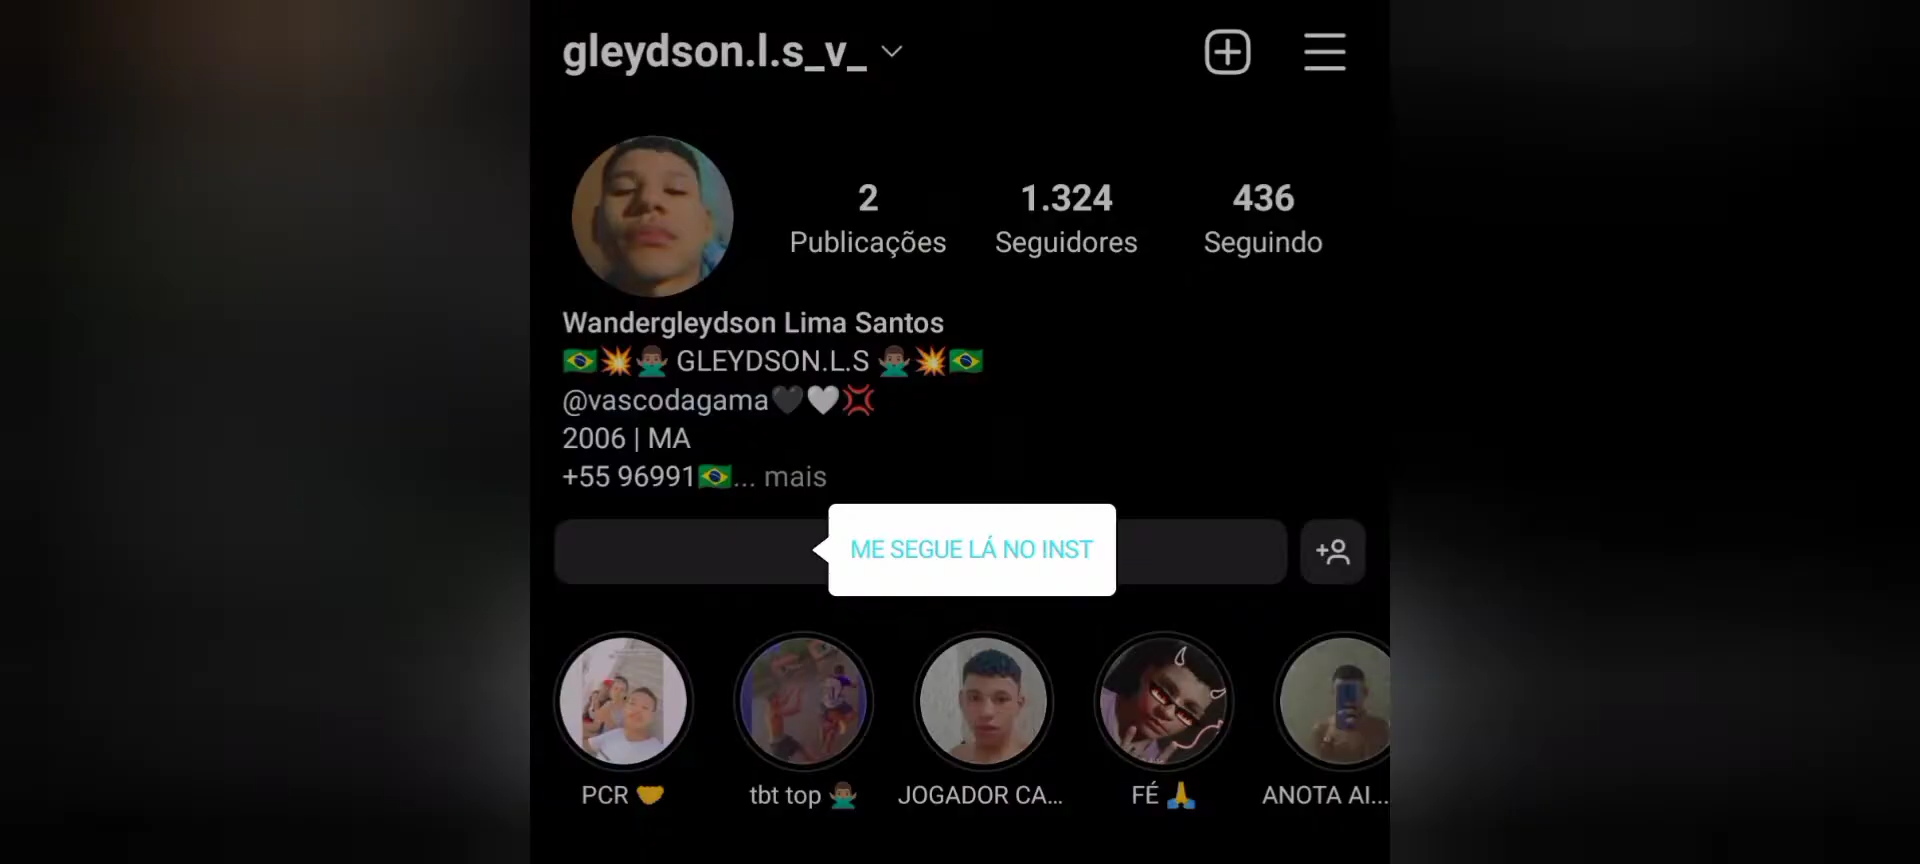 gleydson.l.s_v_
2 1.324 436
Publicações Seguidores Seguindo
Wandergleydson Lima Santos
🇧🇷💥🙅🏽‍♂️ GLEYDSON.L.S 🙅🏽‍♂️💥🇧🇷
@vascodagama🖤🤍💢
2006 | MA
+55 96991🇧🇷... mais
ME SEGUE LÁ NO INST
PCR 🤝 tbt top 🙅🏽‍♂️ JOGADOR CA... FÉ 🙏 ANOTA AI...